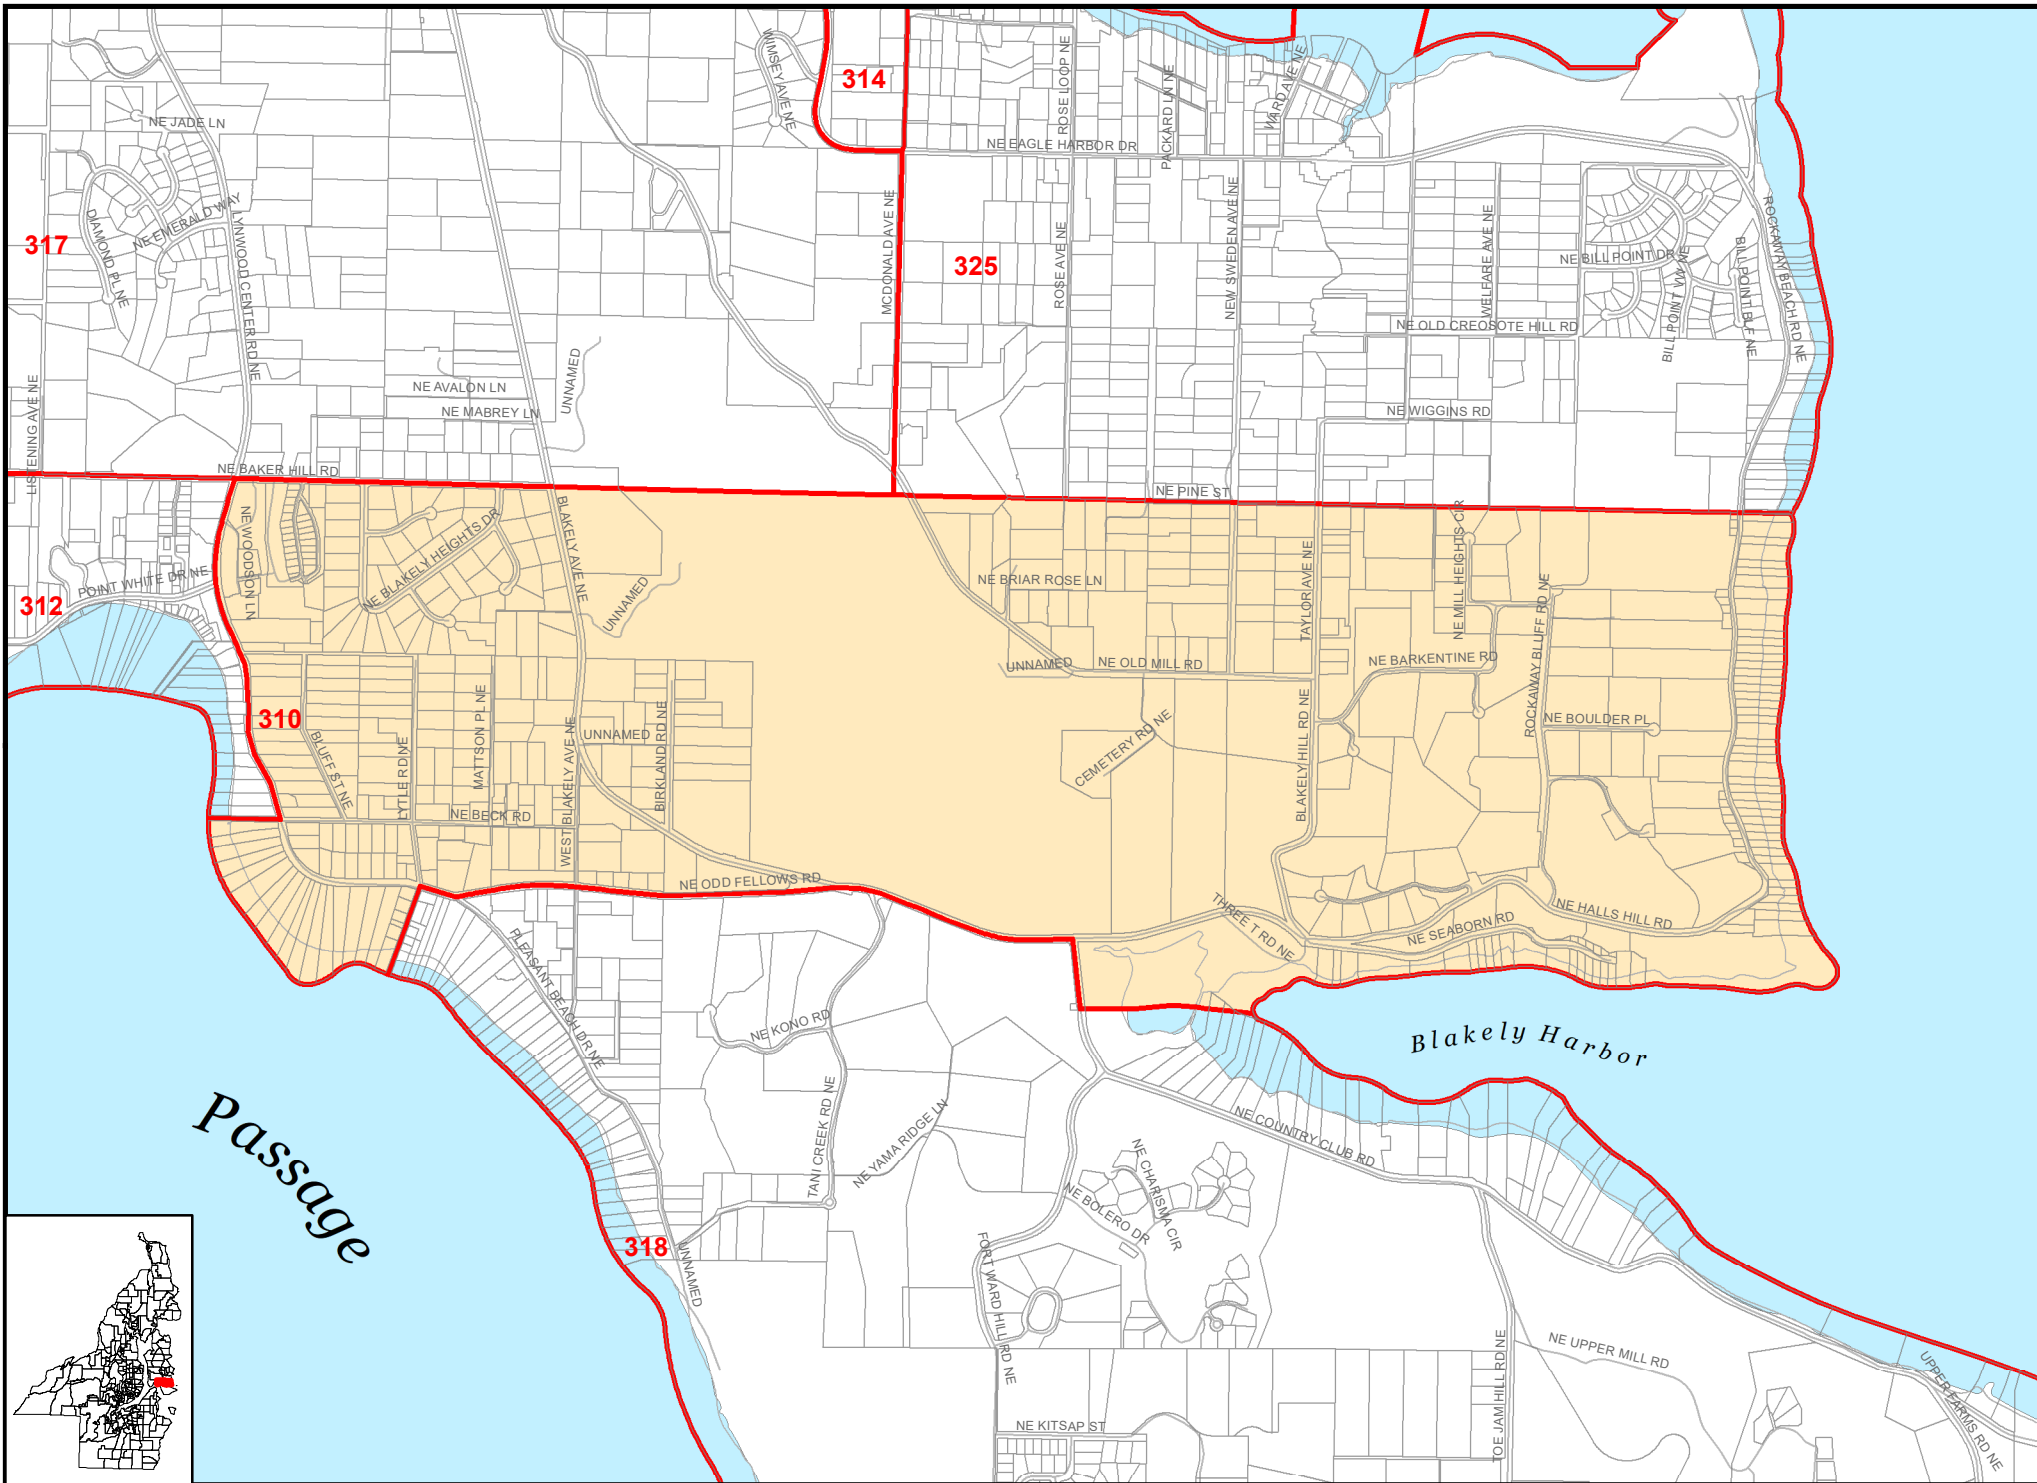 314
317
325
312
310
318
NE JADE LN
WIMSEY AVE NE
ROSE LOOP NE
PACKARD LN NE
WARD AVE NE
NE EAGLE HARBOR DR
DIAMOND PL NE
NE EMERALD WAY
LYNWOOD CENTER RD NE
MCDONALD AVE NE
ROSE AVE NE
NEW SWEDEN AVE NE
WELFARE AVE NE
NE BILL POINT DR
BILL POINT WAY NE
BILL POINT BLF NE
ROCKAWAY BEACH RD NE
NE OLD CREOSOTE HILL RD
LISTENING AVE NE
NE AVALON LN
NE MABREY LN
UNNAMED
NE WIGGINS RD
NE BAKER HILL RD
NE PINE ST
NE WOODSON LN
NE BLAKELY HEIGHTS DR
BLAKELY AVE NE
UNNAMED
POINT WHITE DR NE
NE BRIAR ROSE LN
TAYLOR AVE NE
NE MILL HEIGHTS CIR
ROCKAWAY BLUFF RD NE
UNNAMED
NE OLD MILL RD
NE BARKENTINE RD
BLUFF ST NE
LYTLE RD NE
MATTSON PL NE
WEST BLAKELY AVE NE
UNNAMED
BIRKLAND RD NE
CEMETERY RD NE
BLAKELY HILL RD NE
NE BOULDER PL
NE BECK RD
NE ODD FELLOWS RD
THREE T RD NE
NE SEABORN RD
NE HALLS HILL RD
PLEASANT BEACH DR NE
NE KONO RD
TANI CREEK RD NE
NE YAMA RIDGE LN
Blakely Harbor
NE COUNTRY CLUB RD
NE CHARISMA CIR
NE BOLERO DR
Passage
UNNAMED
FORT WARD HILL RD NE
NE UPPER MILL RD
TOE JAM HILL RD NE
UPPER FARMS RD NE
NE KITSAP ST